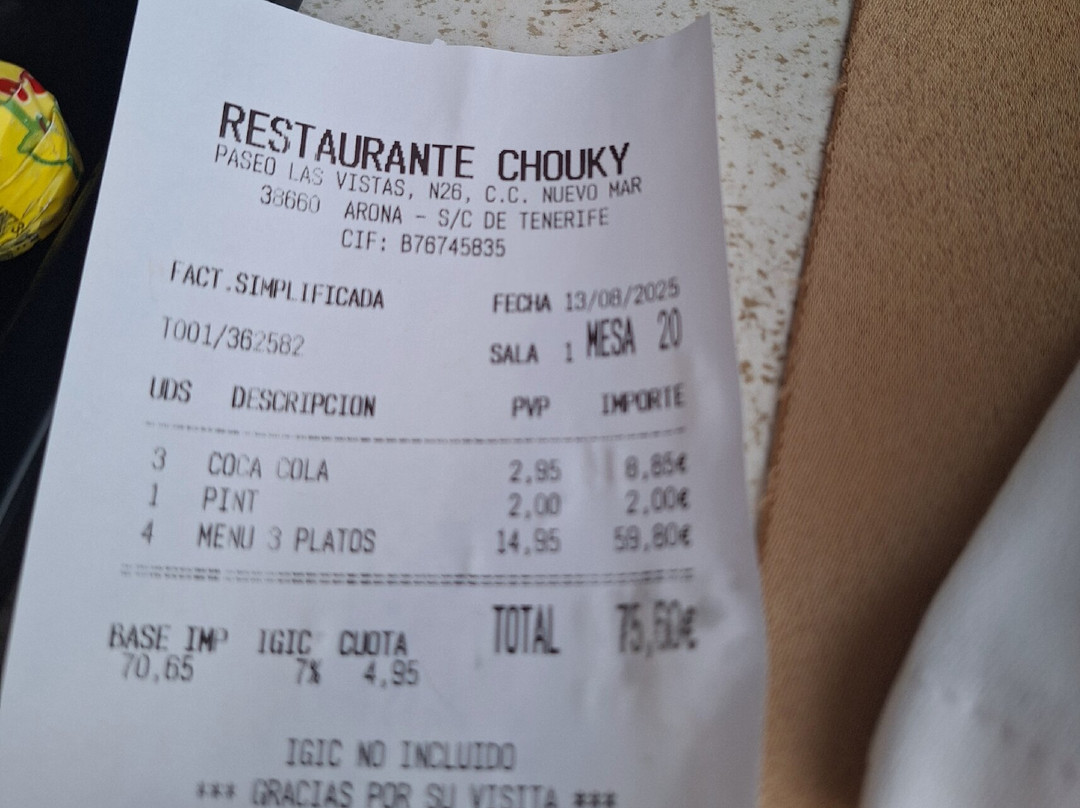 RESTAURANTE CHOUKY
PASEO LAS VISTAS, N26, C.C. NUEVO MAR
38660 ARONA - S/C DE TENERIFE
CIF: B76745835
FACT.SIMPLIFICADA FECHA 13/08/2025
T001/362582 SALA 1 MESA 20
UDS DESCRIPCION PVP IMPORTE
3 COCA COLA 2,95 8,85€
1 PINT 2,00 2,00€
4 MENU 3 PLATOS 14,95 59,80€
TOTAL 75,60€
BASE IMP IGIC CUOTA
70,65 7% 4,95
IGIC NO INCLUIDO
*** GRACIAS POR SU VISITA ***